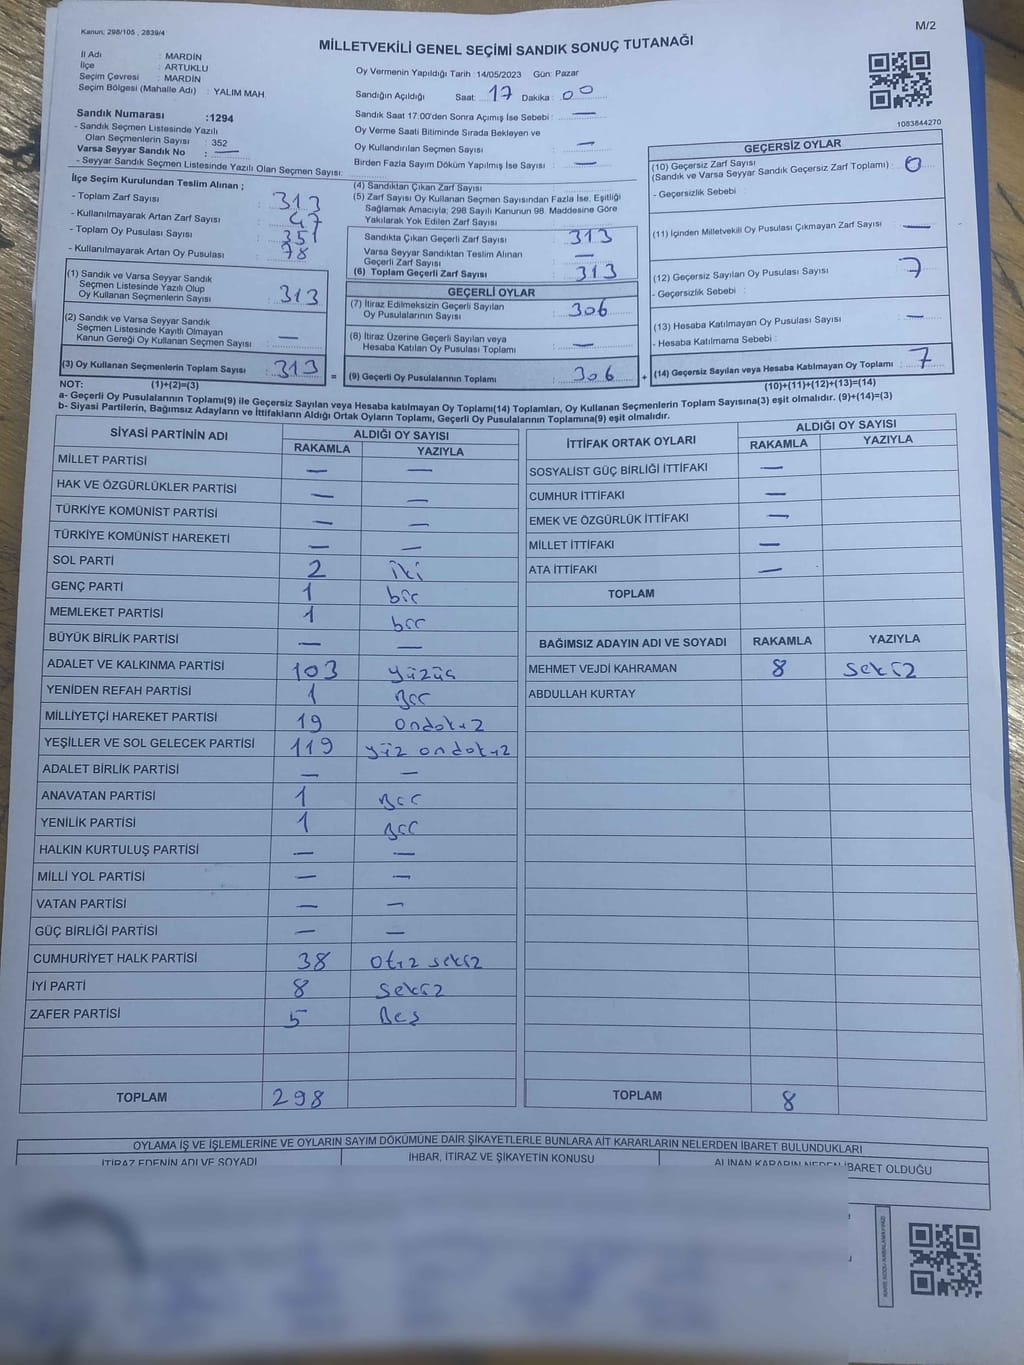 Kanun; 298/105 , 2839/4
M/2
MİLLETVEKİLİ GENEL SEÇİMİ SANDIK SONUÇ TUTANAĞI
İl Adı : MARDİN
İlçe : ARTUKLU
Seçim Çevresi : MARDİN
Seçim Bölgesi (Mahalle Adı) : YALIM MAH.
Oy Vermenin Yapıldığı Tarih : 14/05/2023 Gün: Pazar
Sandığın Açıldığı Saat: 17 Dakika: 00
Sandık Saat 17:00'den Sonra Açımış İse Sebebi : —
Oy Verme Saati Bitiminde Sırada Bekleyen ve
Oy Kullandırılan Seçmen Sayısı : —
Birden Fazla Sayım Döküm Yapılmış İse Sayısı : —
1083844270
Sandık Numarası :1294
- Sandık Seçmen Listesinde Yazılı
Olan Seçmenlerin Sayısı : 352
Varsa Seyyar Sandık No : —
- Seyyar Sandık Seçmen Listesinde Yazılı Olan Seçmen Sayısı:
İlçe Seçim Kurulundan Teslim Alınan ;
- Toplam Zarf Sayısı : 313
- Kullanılmayarak Artan Zarf Sayısı : 47
- Toplam Oy Pusulası Sayısı : 351
- Kullanılmayarak Artan Oy Pusulası : 78
(1) Sandık ve Varsa Seyyar Sandık
Seçmen Listesinde Yazılı Olup
Oy Kullanan Seçmenlerin Sayısı : 313
(2) Sandık ve Varsa Seyyar Sandık
Seçmen Listesinde Kayıtlı Olmayan
Kanun Gereği Oy Kullanan Seçmen Sayısı : —
(3) Oy Kullanan Seçmenlerin Toplam Sayısı : 313
(4) Sandıktan Çıkan Zarf Sayısı :
(5) Zarf Sayısı Oy Kullanan Seçmen Sayısından Fazla İse, Eşitliği
Sağlamak Amacıyla; 298 Sayılı Kanunun 98. Maddesine Göre
Yakılarak Yok Edilen Zarf Sayısı :
Sandıkta Çıkan Geçerli Zarf Sayısı : 313
Varsa Seyyar Sandıktan Teslim Alınan
Geçerli Zarf Sayısı : —
(6) Toplam Geçerli Zarf Sayısı : 313
GEÇERLİ OYLAR
(7) İtiraz Edilmeksizin Geçerli Sayılan
Oy Pusulalarının Sayısı : 306
(8) İtiraz Üzerine Geçerli Sayılan veya
Hesaba Katılan Oy Pusulası Toplamı : —
= (9) Geçerli Oy Pusulalarının Toplamı : 306
GEÇERSİZ OYLAR
(10) Geçersiz Zarf Sayısı
(Sandık ve Varsa Seyyar Sandık Geçersiz Zarf Toplamı) : 0
- Geçersizlik Sebebi :
(11) İçinden Milletvekili Oy Pusulası Çıkmayan Zarf Sayısı : —
(12) Geçersiz Sayılan Oy Pusulası Sayısı : 7
- Geçersizlik Sebebi :
(13) Hesaba Katılmayan Oy Pusulası Sayısı : —
- Hesaba Katılmama Sebebi :
+ (14) Geçersiz Sayılan veya Hesaba Katılmayan Oy Toplamı : 7
NOT: (1)+(2)=(3) (10)+(11)+(12)+(13)=(14)
a- Geçerli Oy Pusulalarının Toplamı(9) ile Geçersiz Sayılan veya Hesaba katılmayan Oy Toplamı(14) Toplamları, Oy Kullanan Seçmenlerin Toplam Sayısına(3) eşit olmalıdır. (9)+(14)=(3)
b- Siyasi Partilerin, Bağımsız Adayların ve İttifakların Aldığı Ortak Oyların Toplamı, Geçerli Oy Pusulalarının Toplamına(9) eşit olmalıdır.
SİYASİ PARTİNİN ADI ALDIĞI OY SAYISI
RAKAMLA YAZIYLA
MİLLET PARTİSİ — —
HAK VE ÖZGÜRLÜKLER PARTİSİ — —
TÜRKİYE KOMÜNİST PARTİSİ — —
TÜRKİYE KOMÜNİST HAREKETİ — —
SOL PARTİ 2 iki
GENÇ PARTİ 1 bir
MEMLEKET PARTİSİ 1 bir
BÜYÜK BİRLİK PARTİSİ — —
ADALET VE KALKINMA PARTİSİ 103 yüzüç
YENİDEN REFAH PARTİSİ 1 Bir
MİLLİYETÇİ HAREKET PARTİSİ 19 ondokuz
YEŞİLLER VE SOL GELECEK PARTİSİ 119 yüz ondokuz
ADALET BİRLİK PARTİSİ — —
ANAVATAN PARTİSİ 1 Bir
YENİLİK PARTİSİ 1 Bir
HALKIN KURTULUŞ PARTİSİ — —
MİLLİ YOL PARTİSİ — —
VATAN PARTİSİ — —
GÜÇ BİRLİĞİ PARTİSİ — —
CUMHURİYET HALK PARTİSİ 38 otuz sekiz
İYİ PARTİ 8 sekiz
ZAFER PARTİSİ 5 Beş
TOPLAM 298
İTTİFAK ORTAK OYLARI ALDIĞI OY SAYISI
RAKAMLA YAZIYLA
SOSYALİST GÜÇ BİRLİĞİ İTTİFAKI —
CUMHUR İTTİFAKI —
EMEK VE ÖZGÜRLÜK İTTİFAKI —
MİLLET İTTİFAKI —
ATA İTTİFAKI —
TOPLAM
BAĞIMSIZ ADAYIN ADI VE SOYADI RAKAMLA YAZIYLA
MEHMET VEJDİ KAHRAMAN 8 sekiz
ABDULLAH KURTAY
TOPLAM 8
OYLAMA İŞ VE İŞLEMLERİNE VE OYLARIN SAYIM DÖKÜMÜNE DAİR ŞİKAYETLERLE BUNLARA AİT KARARLARIN NELERDEN İBARET BULUNDUKLARI
İTİRAZ EDENİN ADI VE SOYADI İHBAR, İTİRAZ VE ŞİKAYETİN KONUSU ALINAN KARARIN NEDEN İBARET OLDUĞU